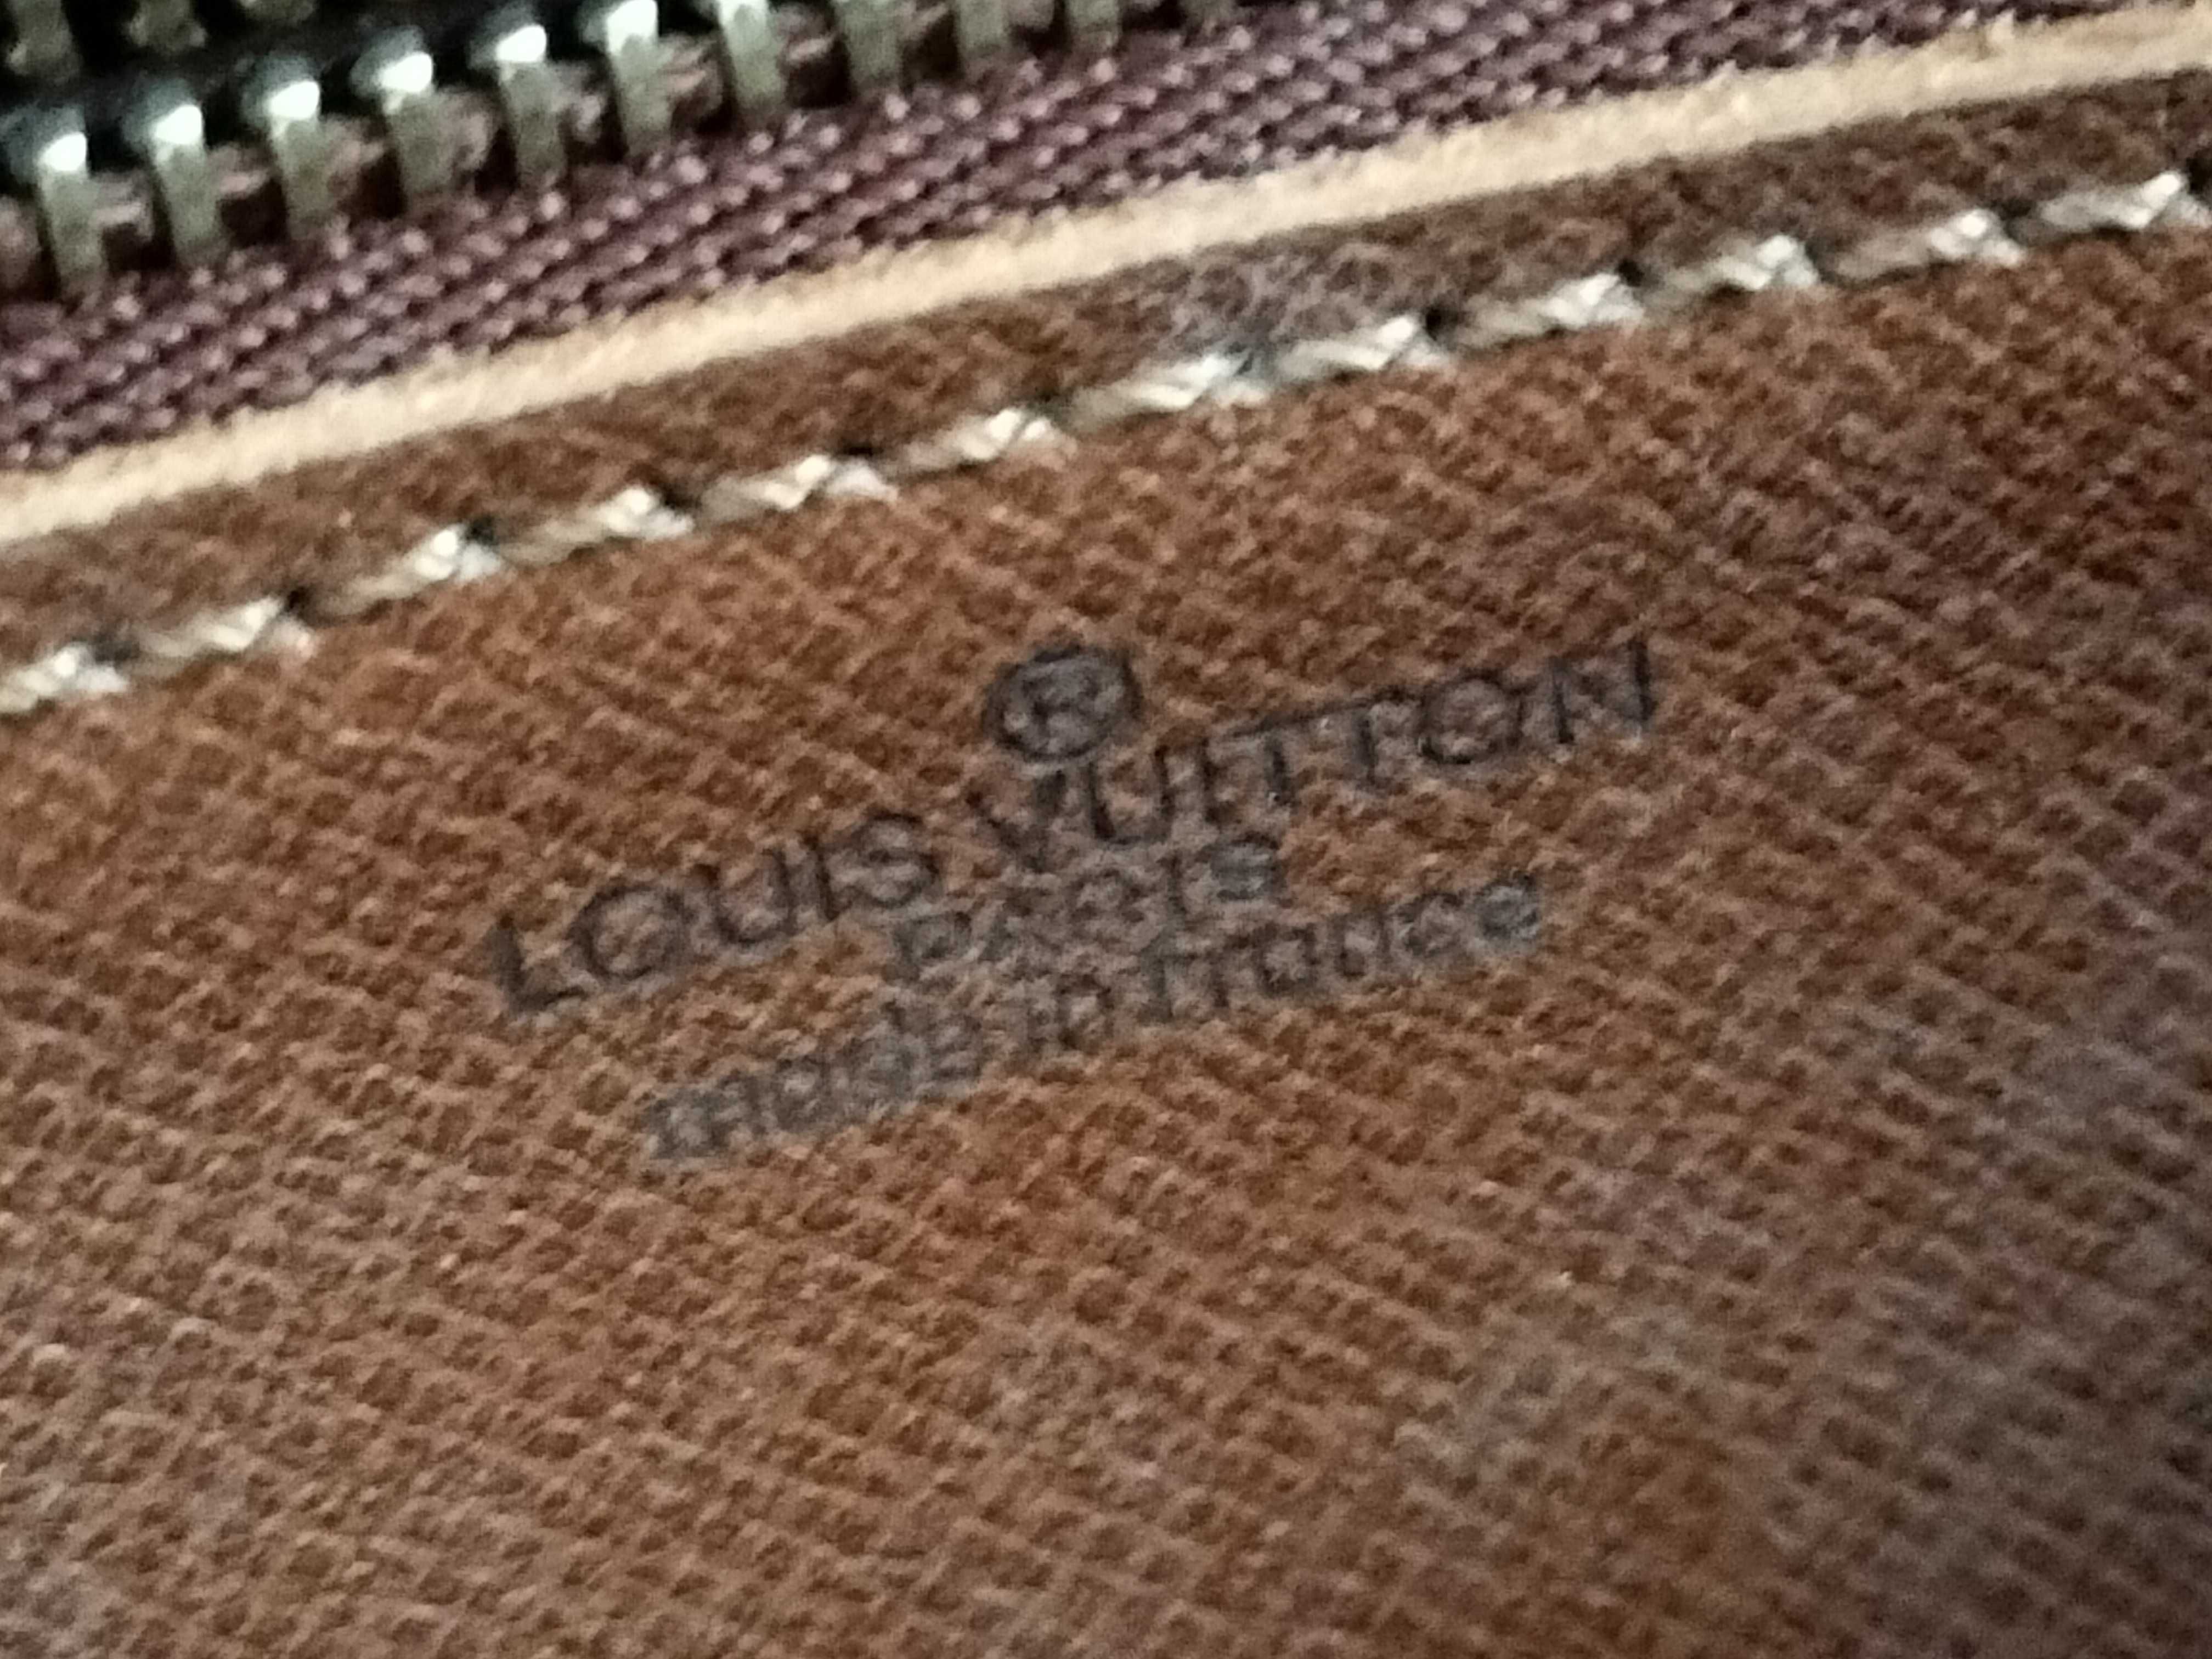 ®
LOUIS VUITTON
PARIS
made in France